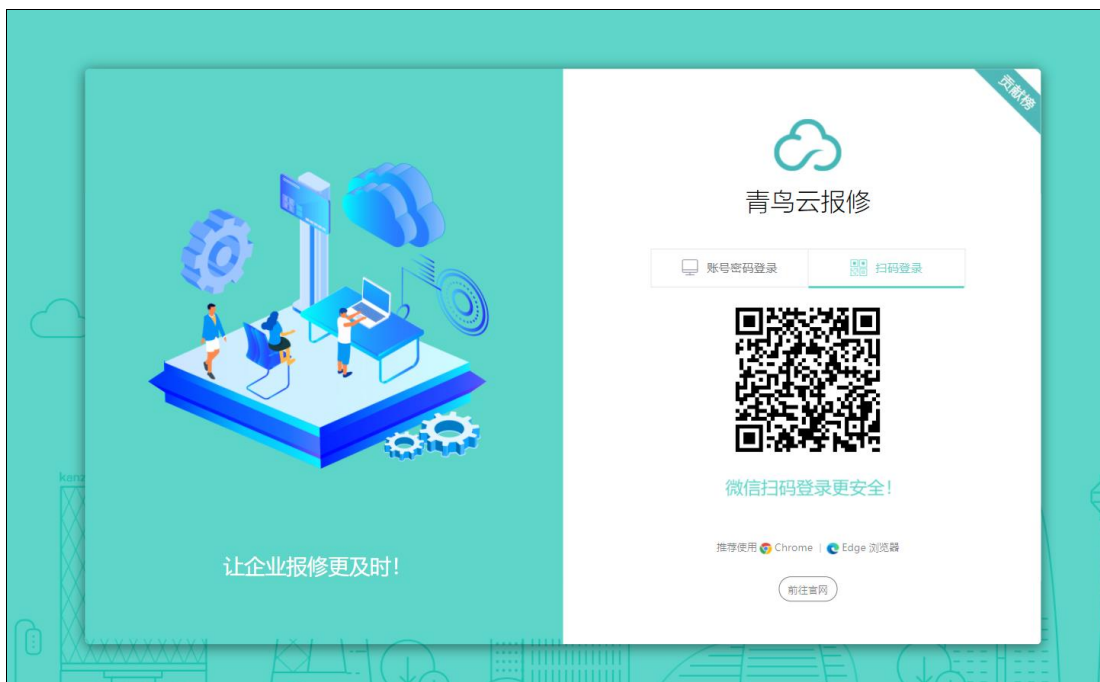 贡献榜
青鸟云报修
账号密码登录
扫码登录
微信扫码登录更安全!
推荐使用 Chrome | Edge 浏览器
前往官网
让企业报修更及时!